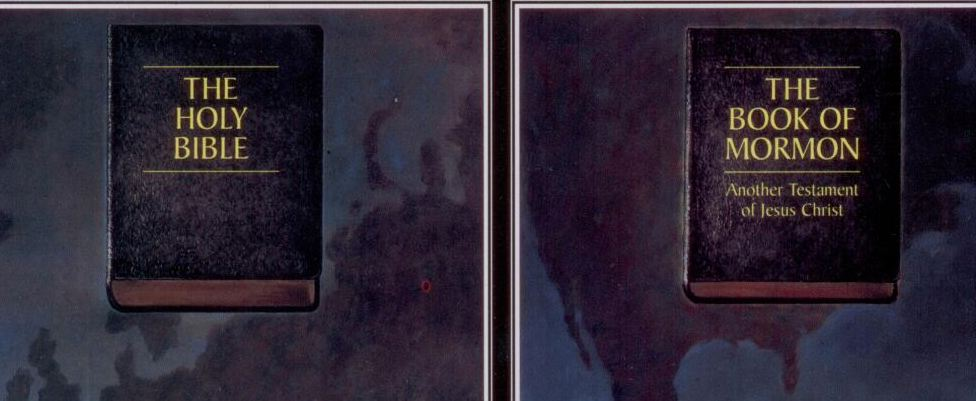 THE
HOLY
BIBLE
THE
BOOK OF
MORMON
Another Testament
of Jesus Christ